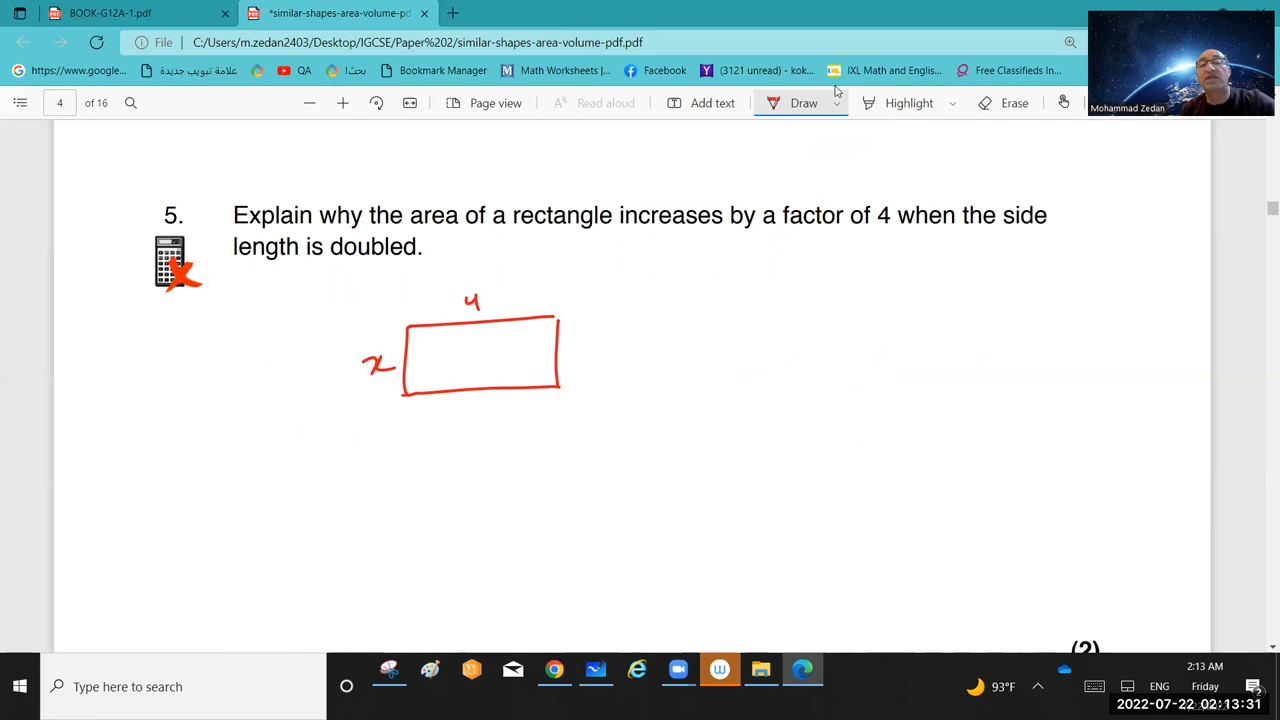 BOOK-G12A-1.pdf
*similar-shapes-area-volume-pd
File
C:/Users/m.zedan2403/Desktop/IGCSE/Paper%202/similar-shapes-area-volume-pdf.pdf
https://www.google...
علامة تبويب جديدة
QA
بحث!
Bookmark Manager
Math Worksheets |...
Facebook
(3121 unread) - kok...
IXL Math and Englis...
Free Classifieds In...
4 of 16
Page view
Read aloud
Add text
Draw
Highlight
Erase
Mohammad Zedan
5. Explain why the area of a rectangle increases by a factor of 4 when the side
length is doubled.
y
x
(2)
Type here to search
93°F
ENG
2:13 AM
Friday
2022-07-22 02:13:31